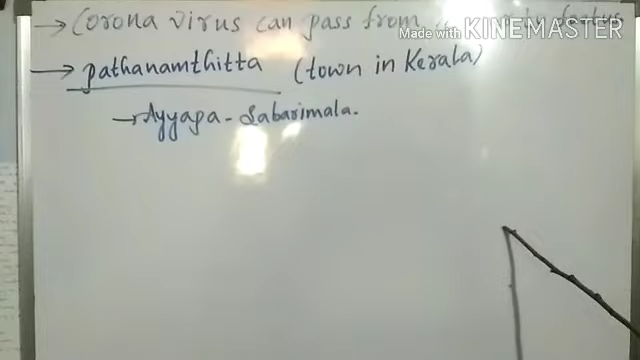 → Corona virus can pass from
Made with KINEMASTER
→ pathanamthitta (town in Kerala)
→ Ayyapa - Sabarimala.